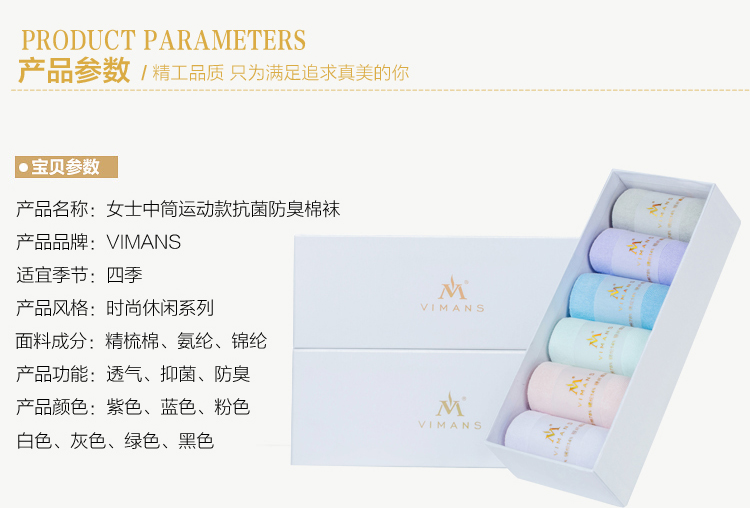 PRODUCT PARAMETERS
产品参数 / 精工品质 只为满足追求真美的你
宝贝参数
产品名称：女士中筒运动款抗菌防臭棉袜
产品品牌：VIMANS
适宜季节：四季
产品风格：时尚休闲系列
面料成分：精梳棉、氨纶、锦纶
产品功能：透气、抑菌、防臭
产品颜色：紫色、蓝色、粉色
白色、灰色、绿色、黑色
VIMANS
VIMANS
VIMANS
VIMANS
VIMANS
VIMANS